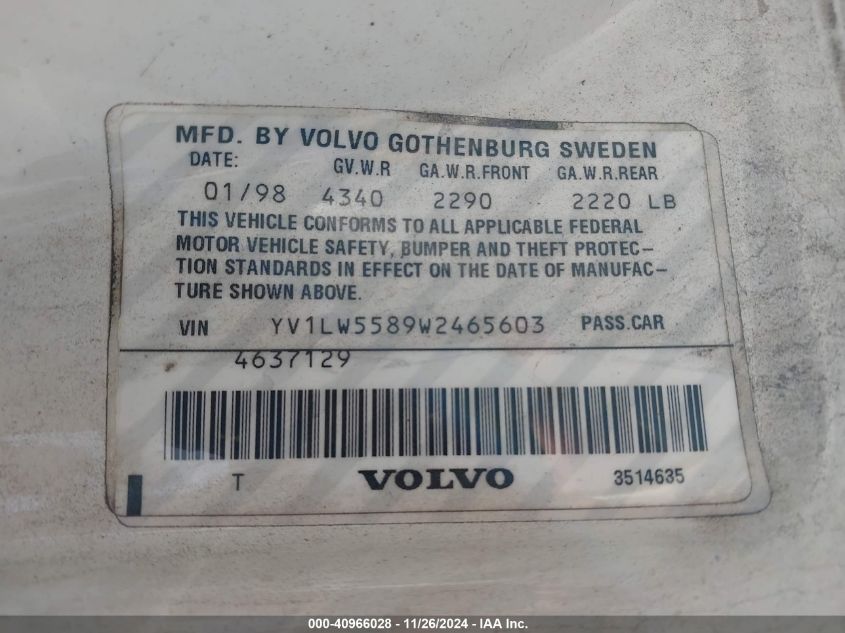 MFD. BY VOLVO GOTHENBURG SWEDEN
DATE: GV.W.R GA.W.R.FRONT GA.W.R.REAR
01/98 4340 2290 2220 LB
THIS VEHICLE CONFORMS TO ALL APPLICABLE FEDERAL
MOTOR VEHICLE SAFETY, BUMPER AND THEFT PROTEC-
TION STANDARDS IN EFFECT ON THE DATE OF MANUFAC-
TURE SHOWN ABOVE.
VIN YV1LW5589W2465603 PASS.CAR
4637129
T VOLVO 3514635
000-40966028 - 11/26/2024 - IAA Inc.